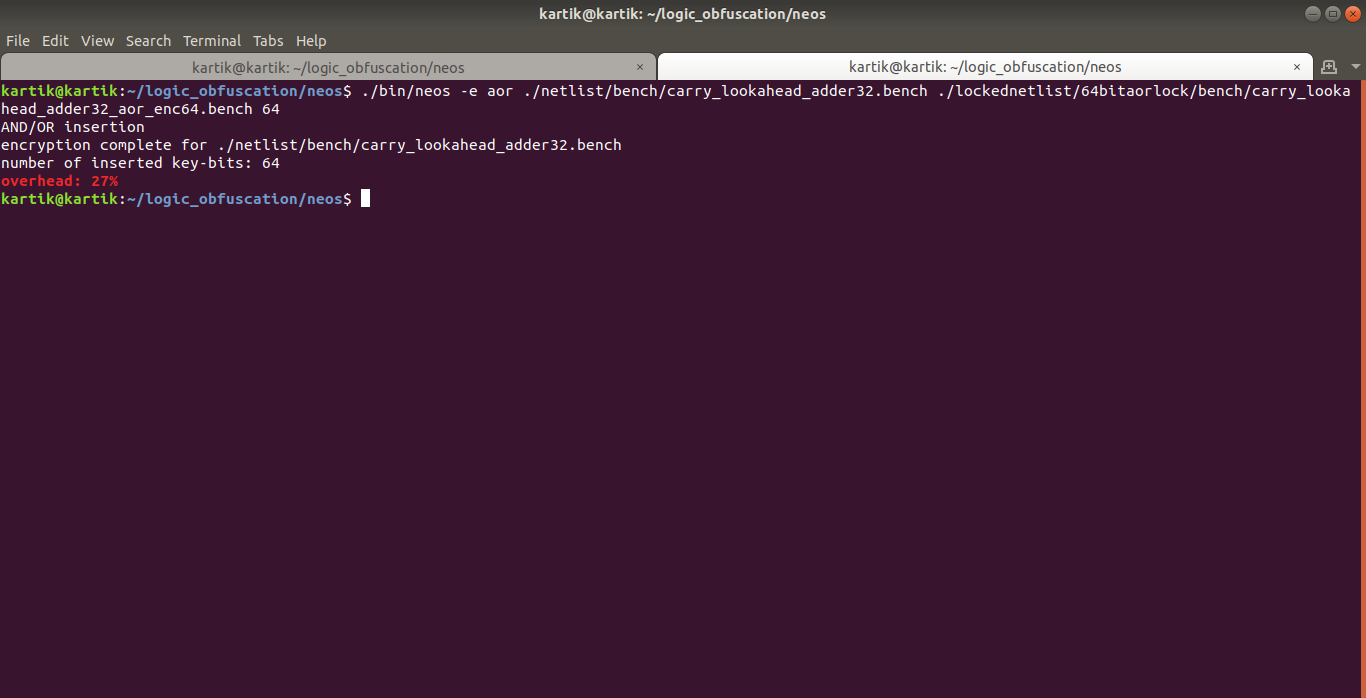 kartik@kartik: ~/logic_obfuscation/neos
File Edit View Search Terminal Tabs Help
kartik@kartik: ~/logic_obfuscation/neos × kartik@kartik: ~/logic_obfuscation/neos ×
kartik@kartik:~/logic_obfuscation/neos$ ./bin/neos -e aor ./netlist/bench/carry_lookahead_adder32.bench ./lockednetlist/64bitaorlock/bench/carry_looka
head_adder32_aor_enc64.bench 64
AND/OR insertion
encryption complete for ./netlist/bench/carry_lookahead_adder32.bench
number of inserted key-bits: 64
overhead: 27%
kartik@kartik:~/logic_obfuscation/neos$